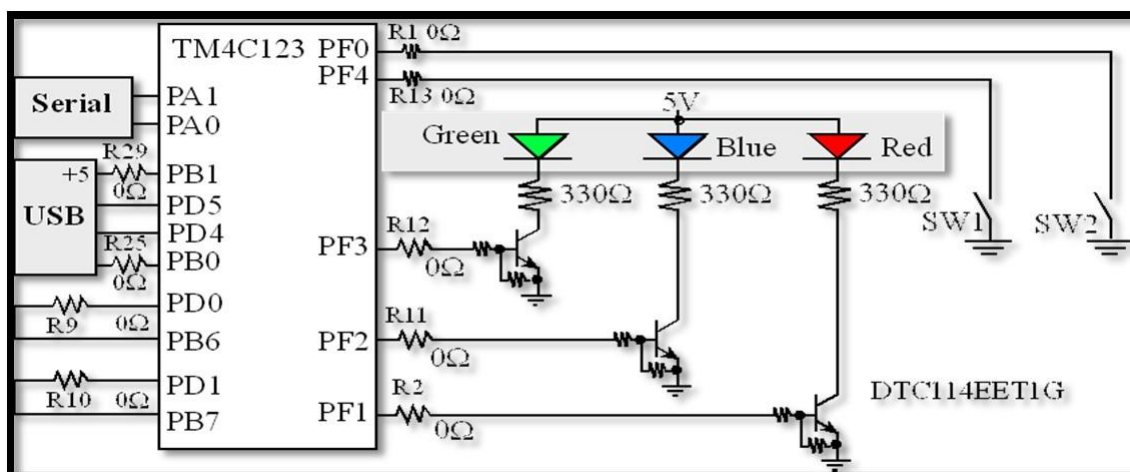 TM4C123
PF0
R1 0Ω
PF4
R13 0Ω
Serial
PA1
PA0
5V
Green
Blue
Red
R29
0Ω
+5
USB
PB1
PD5
PD4
R25
0Ω
PB0
330Ω
330Ω
330Ω
SW1
SW2
PF3
R12
0Ω
PD0
R9
0Ω
PB6
PF2
R11
0Ω
PD1
R10
0Ω
PB7
PF1
R2
0Ω
DTC114EET1G